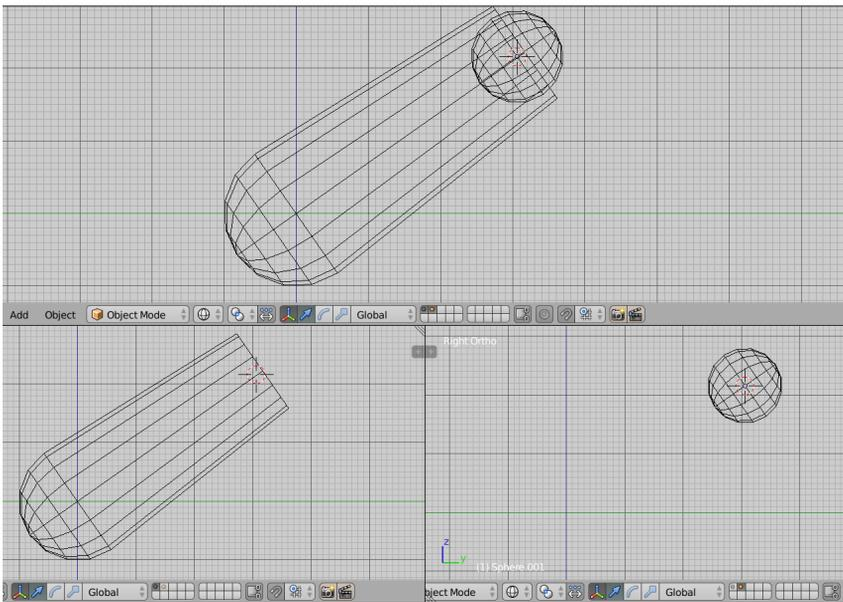 Add Object Object Mode Global
Right Ortho
z
y
(1) Sphere.001
Global
bject Mode Global